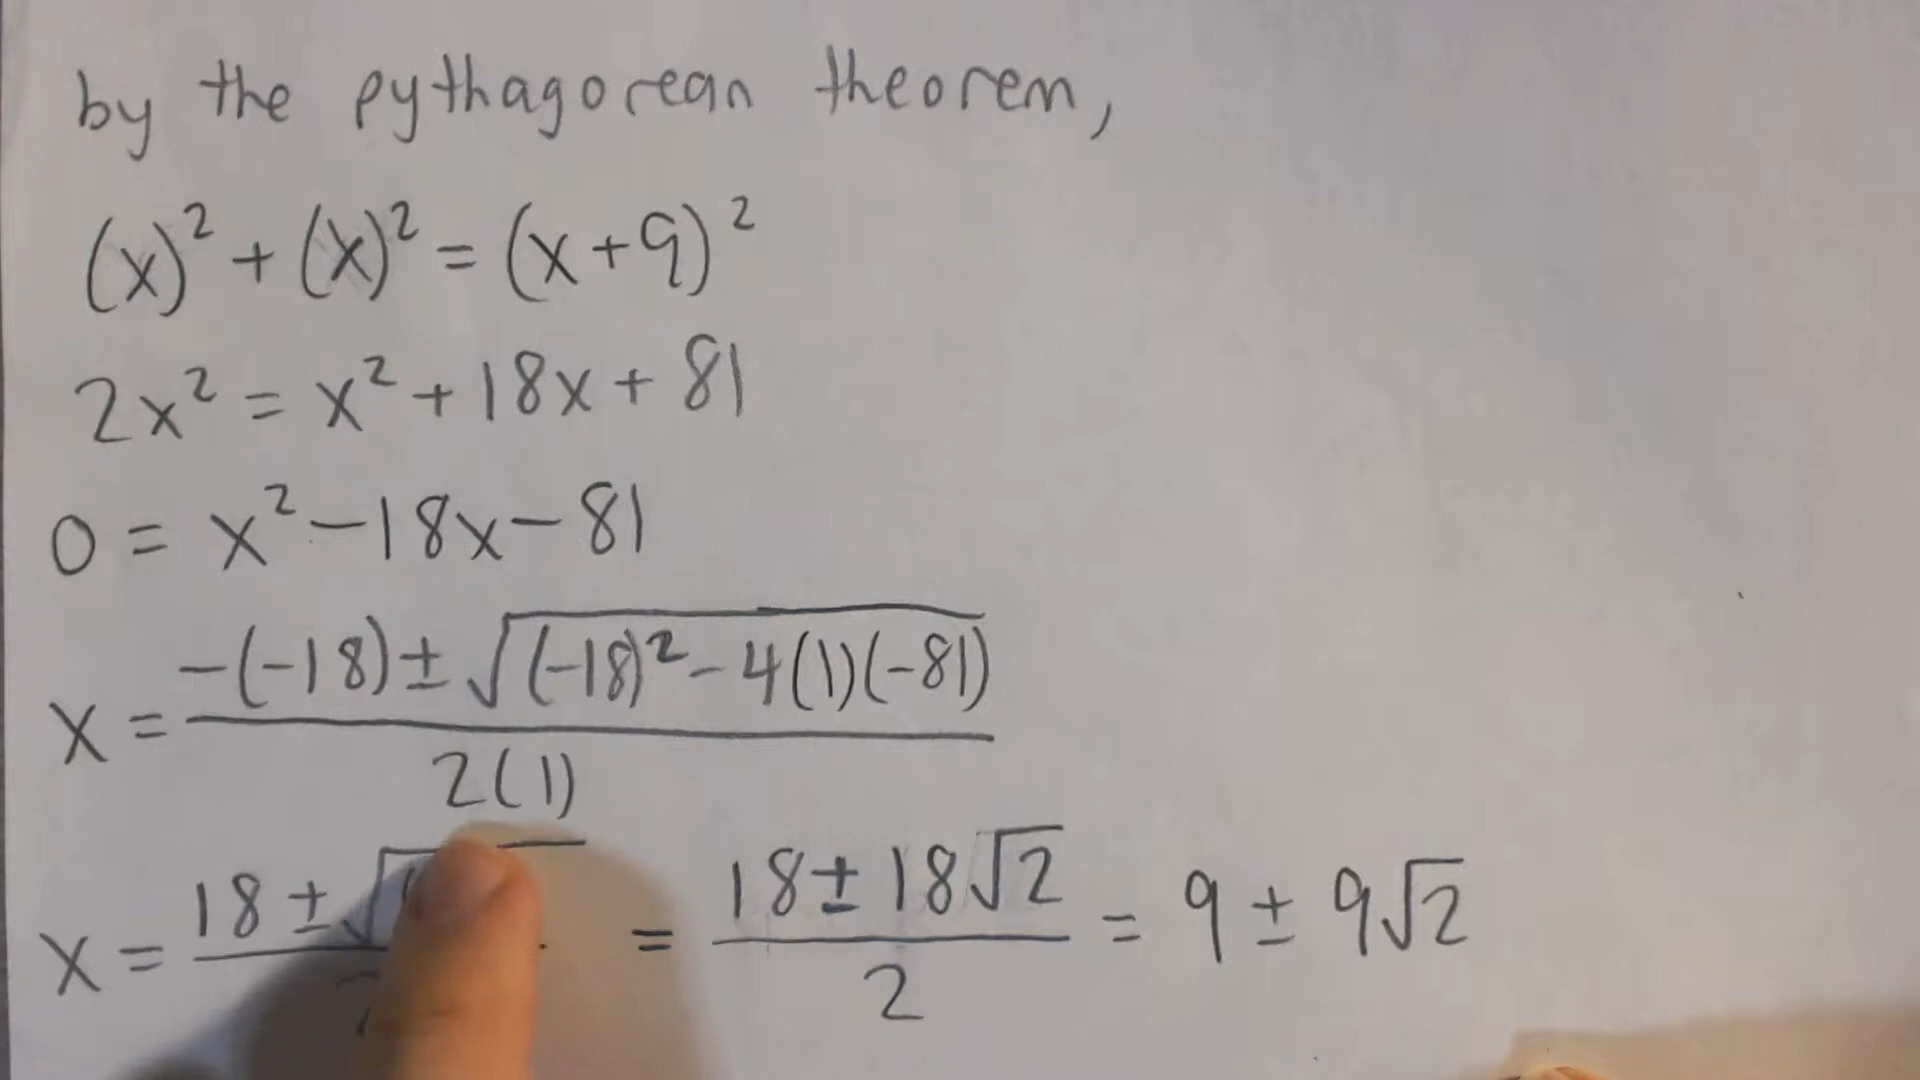 by the pythagorean theorem,
(x)² + (x)² = (x+9)²
2x² = x² + 18x + 81
0 = x² − 18x − 81
x = (−(−18) ± √((−18)² − 4(1)(−81))) / 2(1)
x = 18 ± √ = (18 ± 18√2) / 2 = 9 ± 9√2